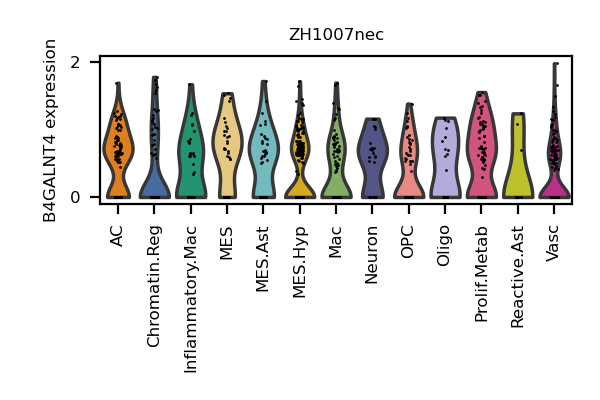 ZH1007nec
B4GALNT4 expression
2
0
AC
Chromatin.Reg
Inflammatory.Mac
MES
MES.Ast
MES.Hyp
Mac
Neuron
OPC
Oligo
Prolif.Metab
Reactive.Ast
Vasc